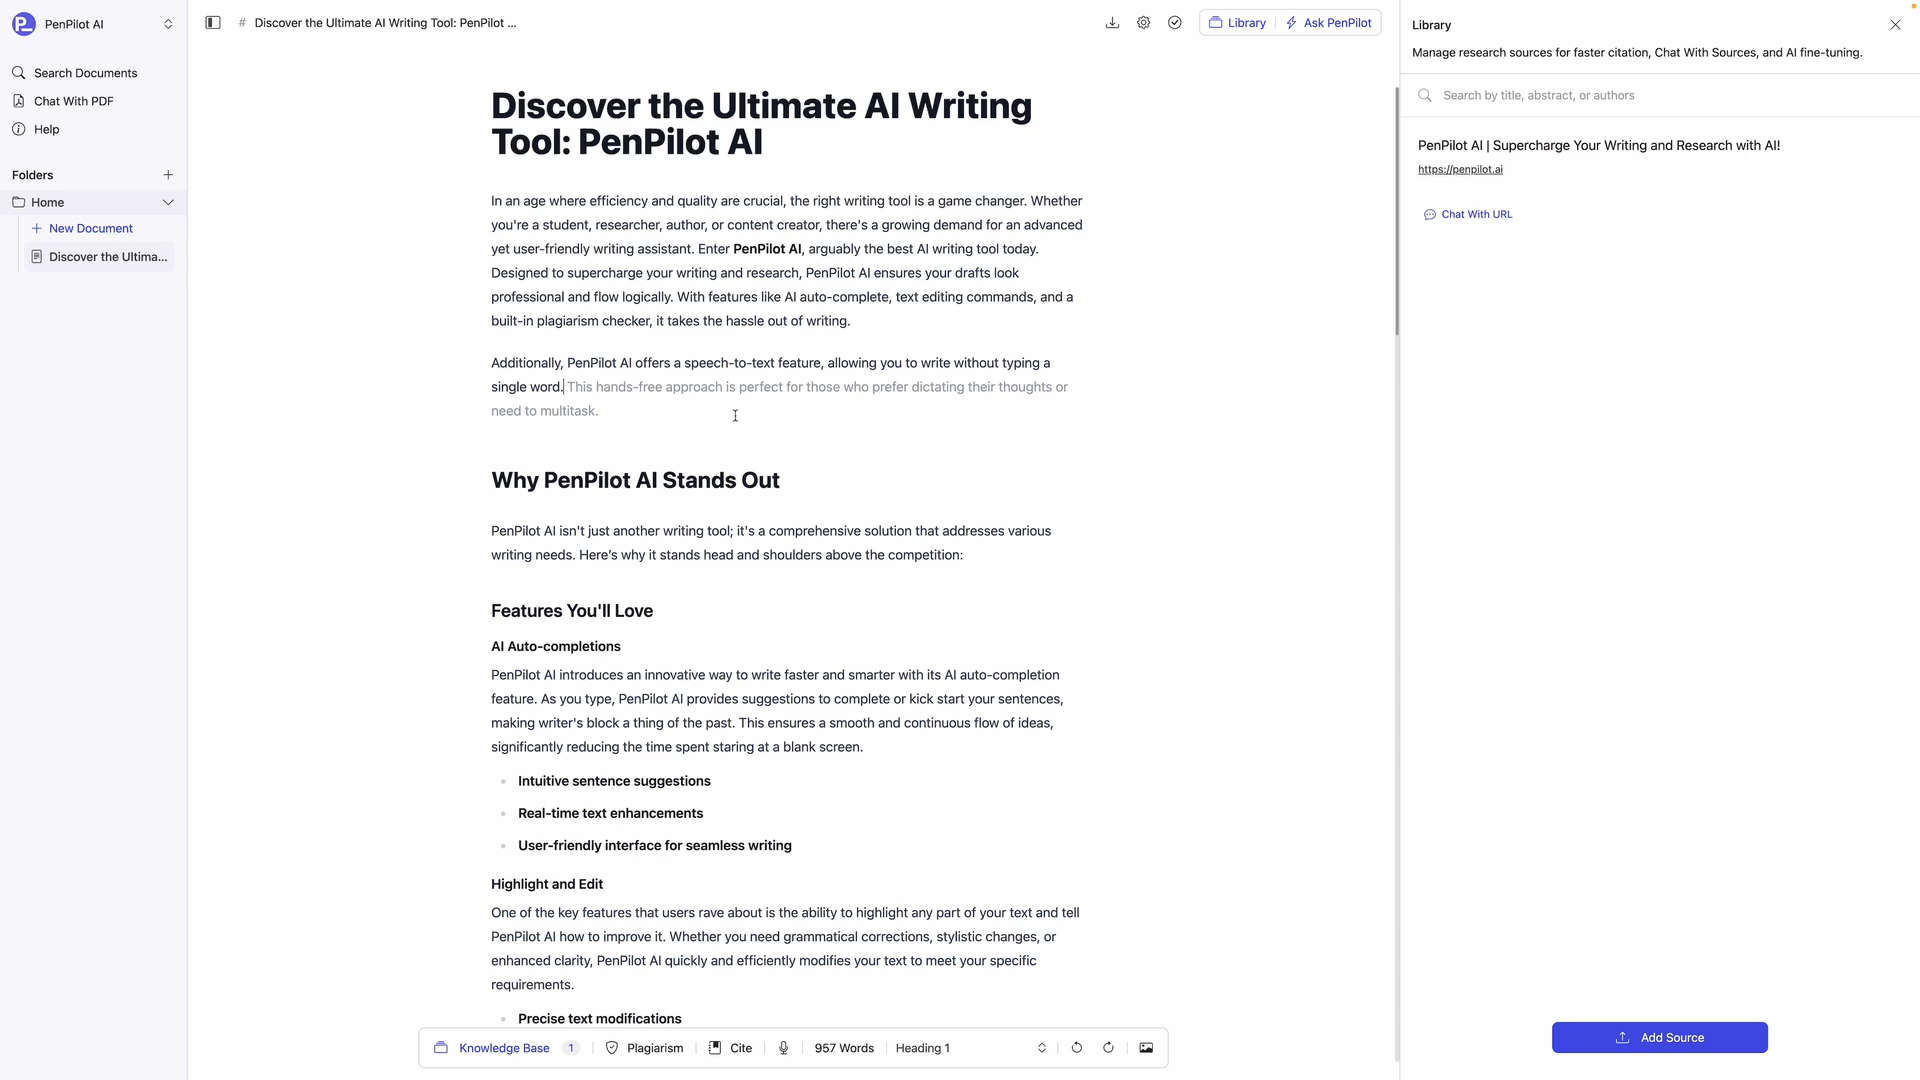 PenPilot AI
Search Documents
Chat With PDF
Help
Folders
Home
New Document
Discover the Ultima...
# Discover the Ultimate AI Writing Tool: PenPilot ...
Library
Ask PenPilot
Discover the Ultimate AI Writing
Tool: PenPilot AI
In an age where efficiency and quality are crucial, the right writing tool is a game changer. Whether
you're a student, researcher, author, or content creator, there's a growing demand for an advanced
yet user-friendly writing assistant. Enter PenPilot AI, arguably the best AI writing tool today.
Designed to supercharge your writing and research, PenPilot AI ensures your drafts look
professional and flow logically. With features like AI auto-complete, text editing commands, and a
built-in plagiarism checker, it takes the hassle out of writing.
Additionally, PenPilot AI offers a speech-to-text feature, allowing you to write without typing a
single word. This hands-free approach is perfect for those who prefer dictating their thoughts or
need to multitask.
Why PenPilot AI Stands Out
PenPilot AI isn't just another writing tool; it's a comprehensive solution that addresses various
writing needs. Here’s why it stands head and shoulders above the competition:
Features You'll Love
AI Auto-completions
PenPilot AI introduces an innovative way to write faster and smarter with its AI auto-completion
feature. As you type, PenPilot AI provides suggestions to complete or kick start your sentences,
making writer's block a thing of the past. This ensures a smooth and continuous flow of ideas,
significantly reducing the time spent staring at a blank screen.
Intuitive sentence suggestions
Real-time text enhancements
User-friendly interface for seamless writing
Highlight and Edit
One of the key features that users rave about is the ability to highlight any part of your text and tell
PenPilot AI how to improve it. Whether you need grammatical corrections, stylistic changes, or
enhanced clarity, PenPilot AI quickly and efficiently modifies your text to meet your specific
requirements.
Precise text modifications
Knowledge Base 1
Plagiarism
Cite
957 Words
Heading 1
Library
Manage research sources for faster citation, Chat With Sources, and AI fine-tuning.
Search by title, abstract, or authors
PenPilot AI | Supercharge Your Writing and Research with AI!
https://penpilot.ai
Chat With URL
Add Source